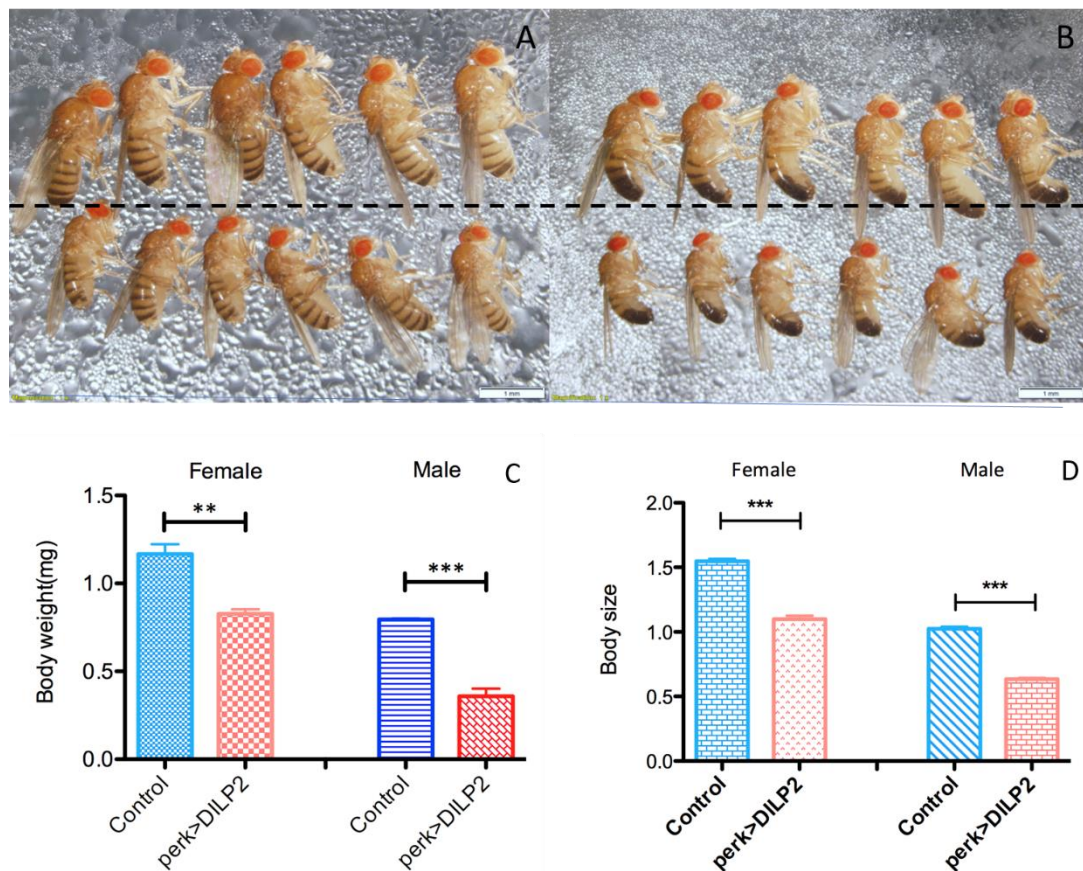 A
B
1 mm
1 mm
Female
Male
C
Body weight(mg)
1.5
1.0
0.5
0.0
**
***
Control
perk>DILP2
Control
perk>DILP2
Female
Male
D
Body size
2.0
1.5
1.0
0.5
0.0
***
***
Control
perk>DILP2
Control
perk>DILP2